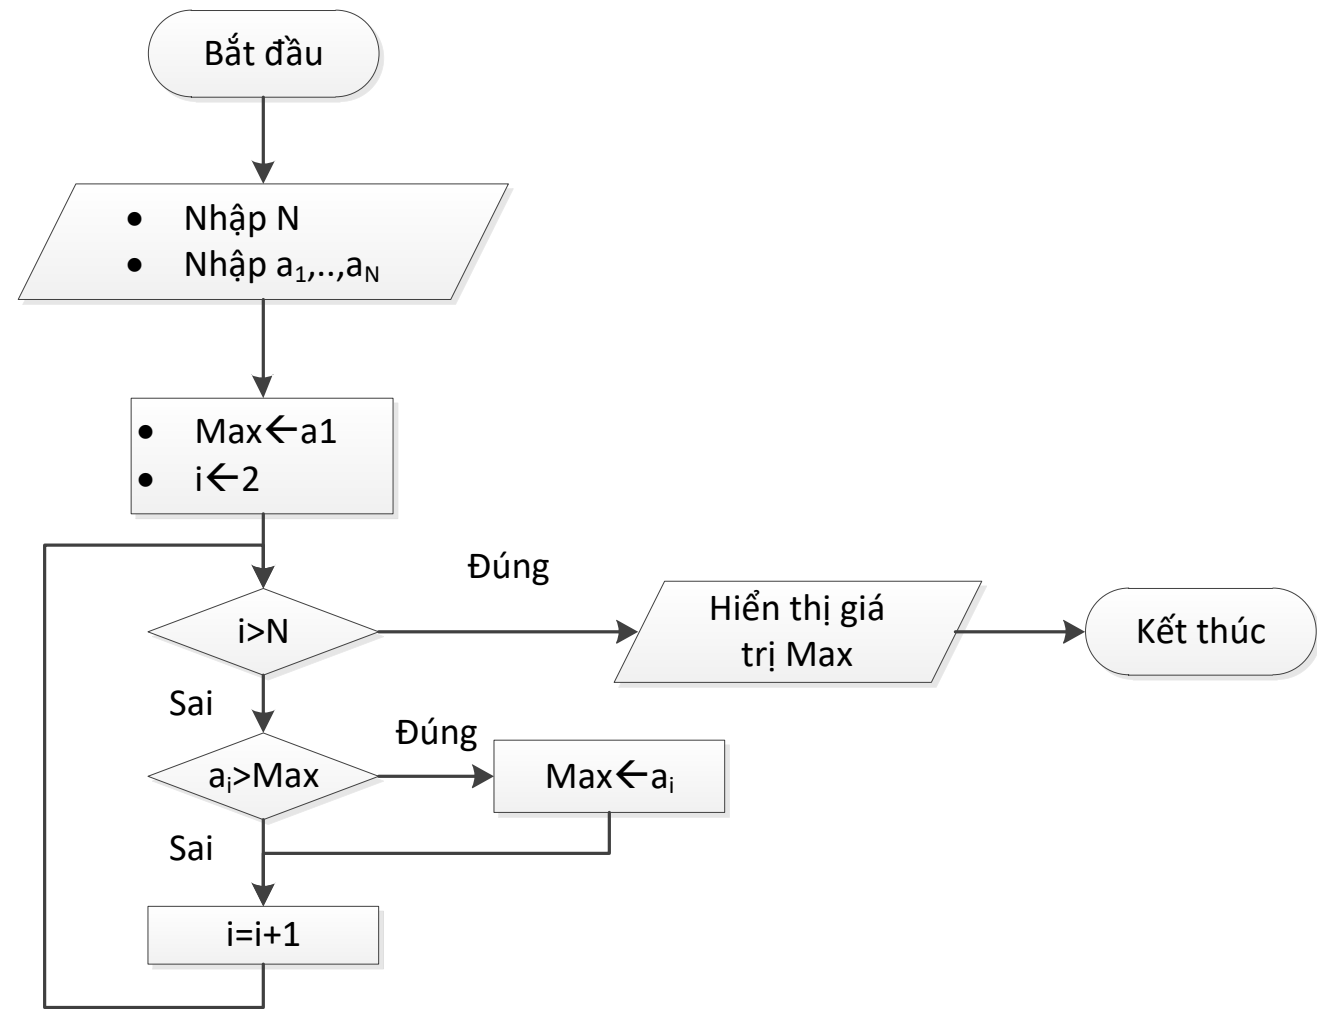 Bắt đầu
• Nhập N
• Nhập a₁,..,a_N
• Max←a1
• i←2
Đúng
i>N
Hiển thị giá
trị Max
Kết thúc
Sai
Đúng
aᵢ>Max
Max←aᵢ
Sai
i=i+1